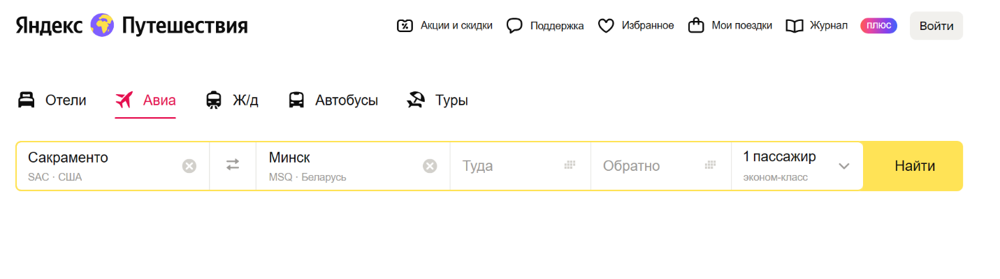 Яндекс Путешествия
Акции и скидки Поддержка Избранное Мои поездки Журнал ПЛЮС Войти
Отели Авиа Ж/д Автобусы Туры
Сакраменто
SAC · США
Минск
MSQ · Беларусь
Туда
Обратно
1 пассажир
эконом-класс
Найти